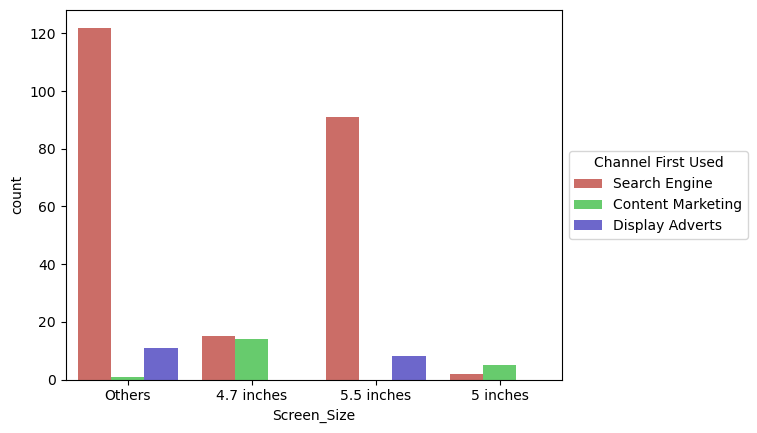 120
100
80
60
40
20
0
count
Others
4.7 inches
5.5 inches
5 inches
Screen_Size
Channel First Used
Search Engine
Content Marketing
Display Adverts